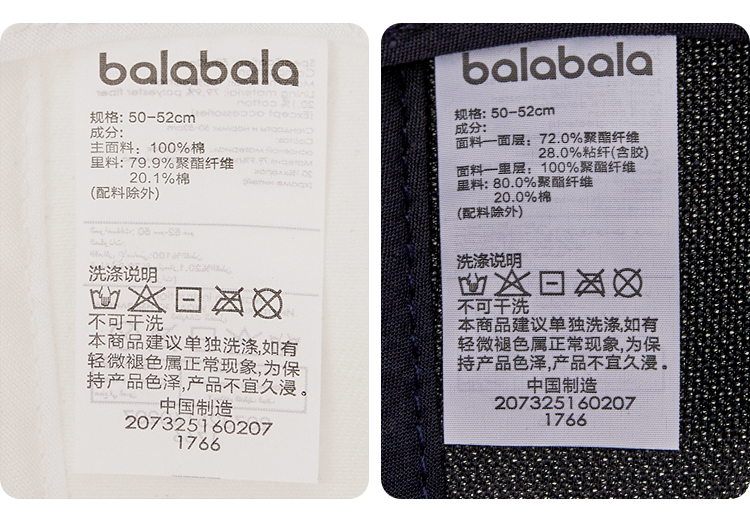 balabala
规格: 50-52cm
成分:
主面料: 100%棉
里料: 79.9%聚酯纤维
20.1%棉
(配料除外)
洗涤说明
不可干洗
本商品建议单独洗涤,如有
轻微褪色属正常现象,为保
持产品色泽,产品不宜久浸。
中国制造
207325160207
1766
balabala
规格: 50-52cm
成分:
面料一面层: 72.0%聚酯纤维
28.0%粘纤(含胶)
面料一里层: 100%聚酯纤维
里料: 80.0%聚酯纤维
20.0%棉
(配料除外)
洗涤说明
不可干洗
本商品建议单独洗涤,如有
轻微褪色属正常现象,为保
持产品色泽,产品不宜久浸。
中国制造
207325160207
1766